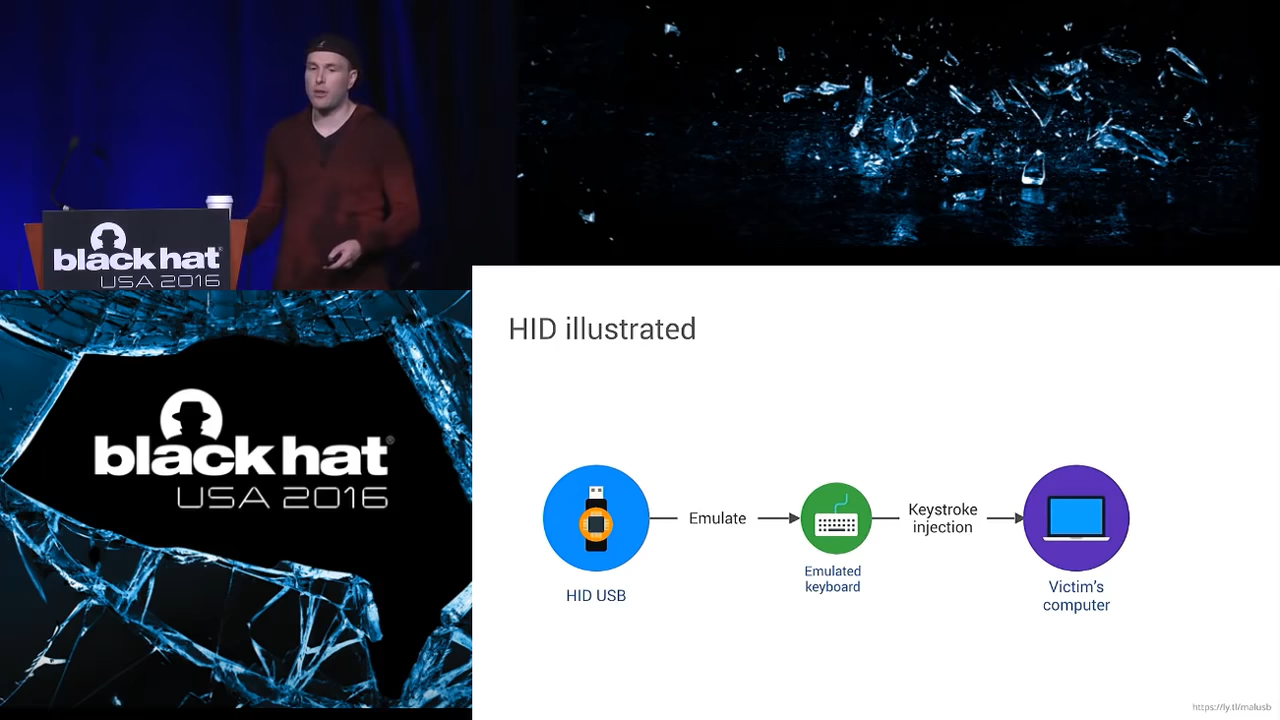 black hat®
USA 2016
black hat®
USA 2016
HID illustrated
Emulate
Keystroke
injection
HID USB
Emulated
keyboard
Victim's
computer
https://ly.tl/malusb